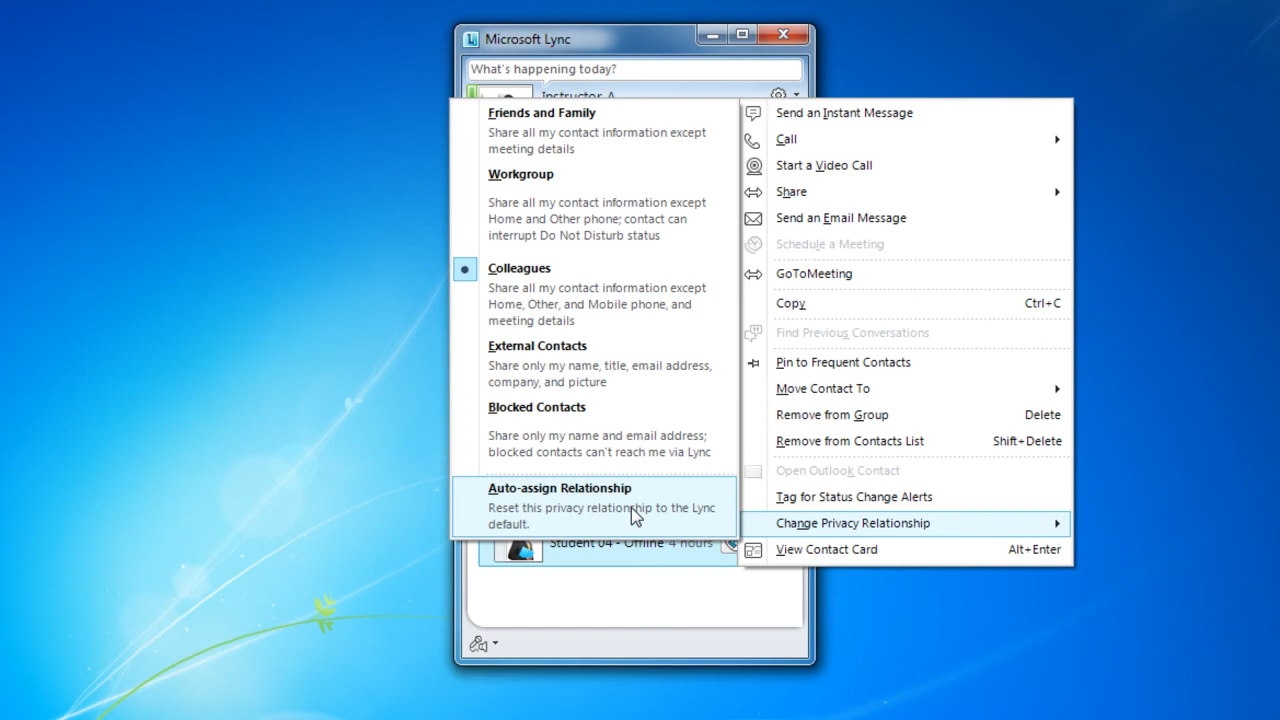 Microsoft Lync
What's happening today?
Instructor A
Friends and Family
Share all my contact information except
meeting details
Workgroup
Share all my contact information except
Home and Other phone; contact can
interrupt Do Not Disturb status
Colleagues
Share all my contact information except
Home, Other, and Mobile phone, and
meeting details
External Contacts
Share only my name, title, email address,
company, and picture
Blocked Contacts
Share only my name and email address;
blocked contacts can't reach me via Lync
Auto-assign Relationship
Reset this privacy relationship to the Lync
default.
Student 04 - Offline 4 hours
Send an Instant Message
Call
Start a Video Call
Share
Send an Email Message
Schedule a Meeting
GoToMeeting
Copy Ctrl+C
Find Previous Conversations
Pin to Frequent Contacts
Move Contact To
Remove from Group Delete
Remove from Contacts List Shift+Delete
Open Outlook Contact
Tag for Status Change Alerts
Change Privacy Relationship
View Contact Card Alt+Enter